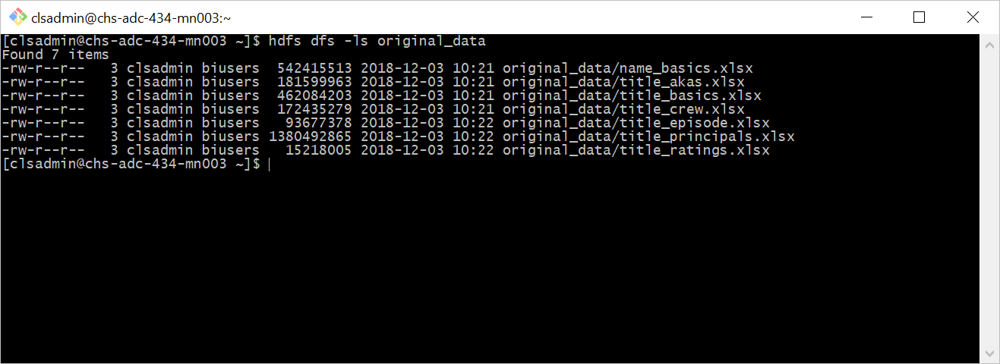 clsadmin@chs-adc-434-mn003:~
[clsadmin@chs-adc-434-mn003 ~]$ hdfs dfs -ls original_data
Found 7 items
-rw-r--r--   3 clsadmin biusers  542415513 2018-12-03 10:21 original_data/name_basics.xlsx
-rw-r--r--   3 clsadmin biusers  181599963 2018-12-03 10:21 original_data/title_akas.xlsx
-rw-r--r--   3 clsadmin biusers  462084203 2018-12-03 10:21 original_data/title_basics.xlsx
-rw-r--r--   3 clsadmin biusers  172435279 2018-12-03 10:21 original_data/title_crew.xlsx
-rw-r--r--   3 clsadmin biusers   93677378 2018-12-03 10:22 original_data/title_episode.xlsx
-rw-r--r--   3 clsadmin biusers 1380492865 2018-12-03 10:22 original_data/title_principals.xlsx
-rw-r--r--   3 clsadmin biusers   15218005 2018-12-03 10:22 original_data/title_ratings.xlsx
[clsadmin@chs-adc-434-mn003 ~]$